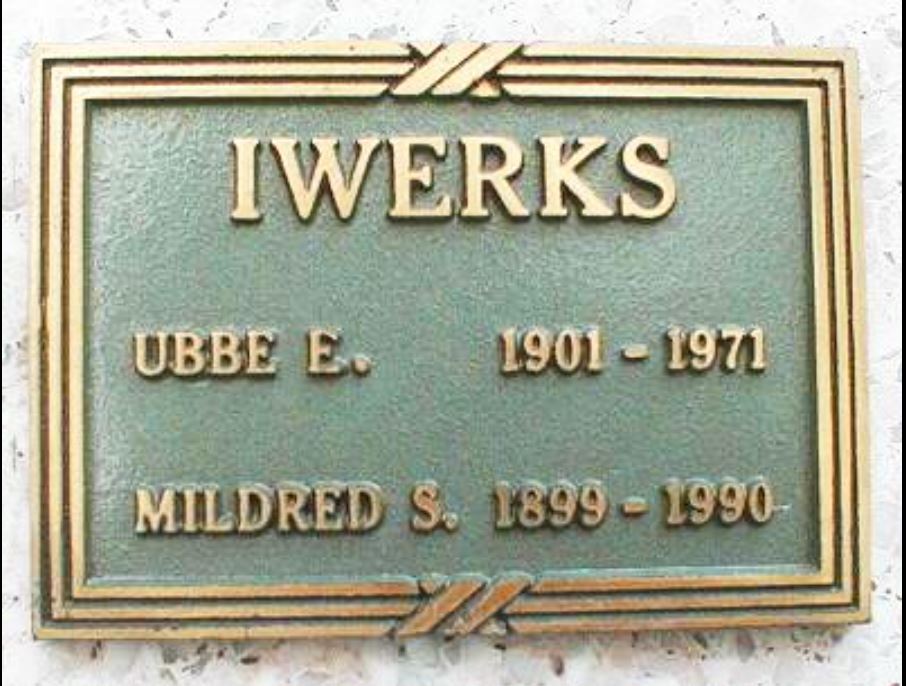 IWERKS
UBBE E. 1901 - 1971
MILDRED S. 1899 - 1990